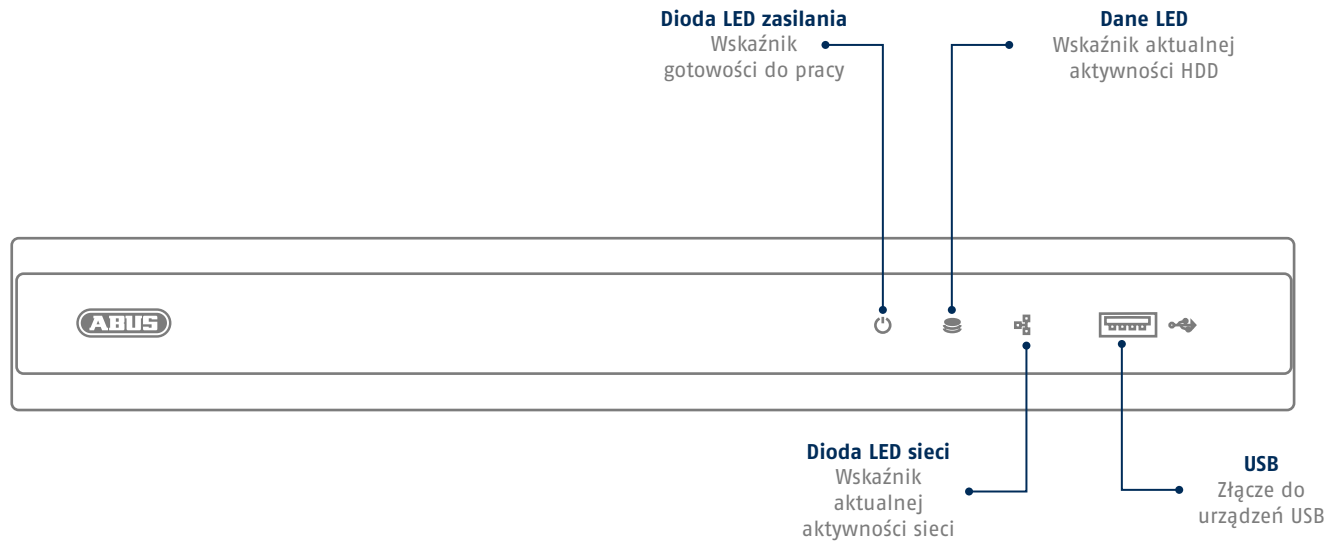 Dioda LED zasilania
Wskaźnik
gotowości do pracy
Dane LED
Wskaźnik aktualnej
aktywności HDD
ABUS
Dioda LED sieci
Wskaźnik
aktualnej
aktywności sieci
USB
Złącze do
urządzeń USB